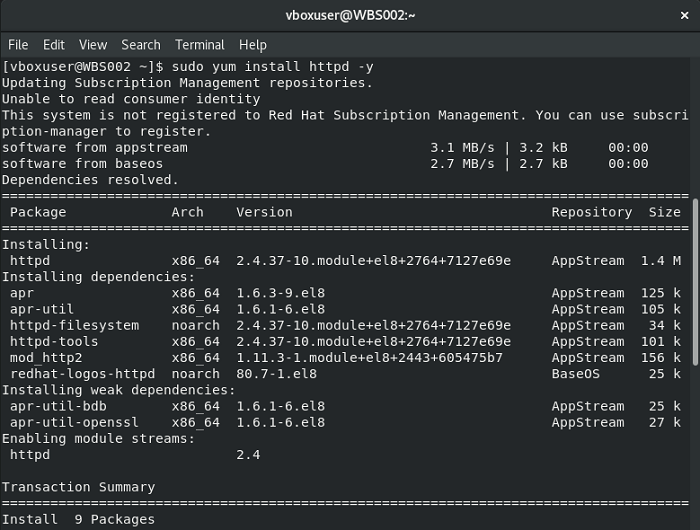 vboxuser@WBS002:~
File Edit View Search Terminal Help
[vboxuser@WBS002 ~]$ sudo yum install httpd -y
Updating Subscription Management repositories.
Unable to read consumer identity
This system is not registered to Red Hat Subscription Management. You can use subscri
ption-manager to register.
software from appstream 3.1 MB/s | 3.2 kB 00:00
software from baseos 2.7 MB/s | 2.7 kB 00:00
Dependencies resolved.
=====================================================================================
Package Arch Version Repository Size
=====================================================================================
Installing:
httpd x86_64 2.4.37-10.module+el8+2764+7127e69e AppStream 1.4 M
Installing dependencies:
apr x86_64 1.6.3-9.el8 AppStream 125 k
apr-util x86_64 1.6.1-6.el8 AppStream 105 k
httpd-filesystem noarch 2.4.37-10.module+el8+2764+7127e69e AppStream 34 k
httpd-tools x86_64 2.4.37-10.module+el8+2764+7127e69e AppStream 101 k
mod_http2 x86_64 1.11.3-1.module+el8+2443+605475b7 AppStream 156 k
redhat-logos-httpd noarch 80.7-1.el8 BaseOS 25 k
Installing weak dependencies:
apr-util-bdb x86_64 1.6.1-6.el8 AppStream 25 k
apr-util-openssl x86_64 1.6.1-6.el8 AppStream 27 k
Enabling module streams:
httpd 2.4
Transaction Summary
=====================================================================================
Install 9 Packages